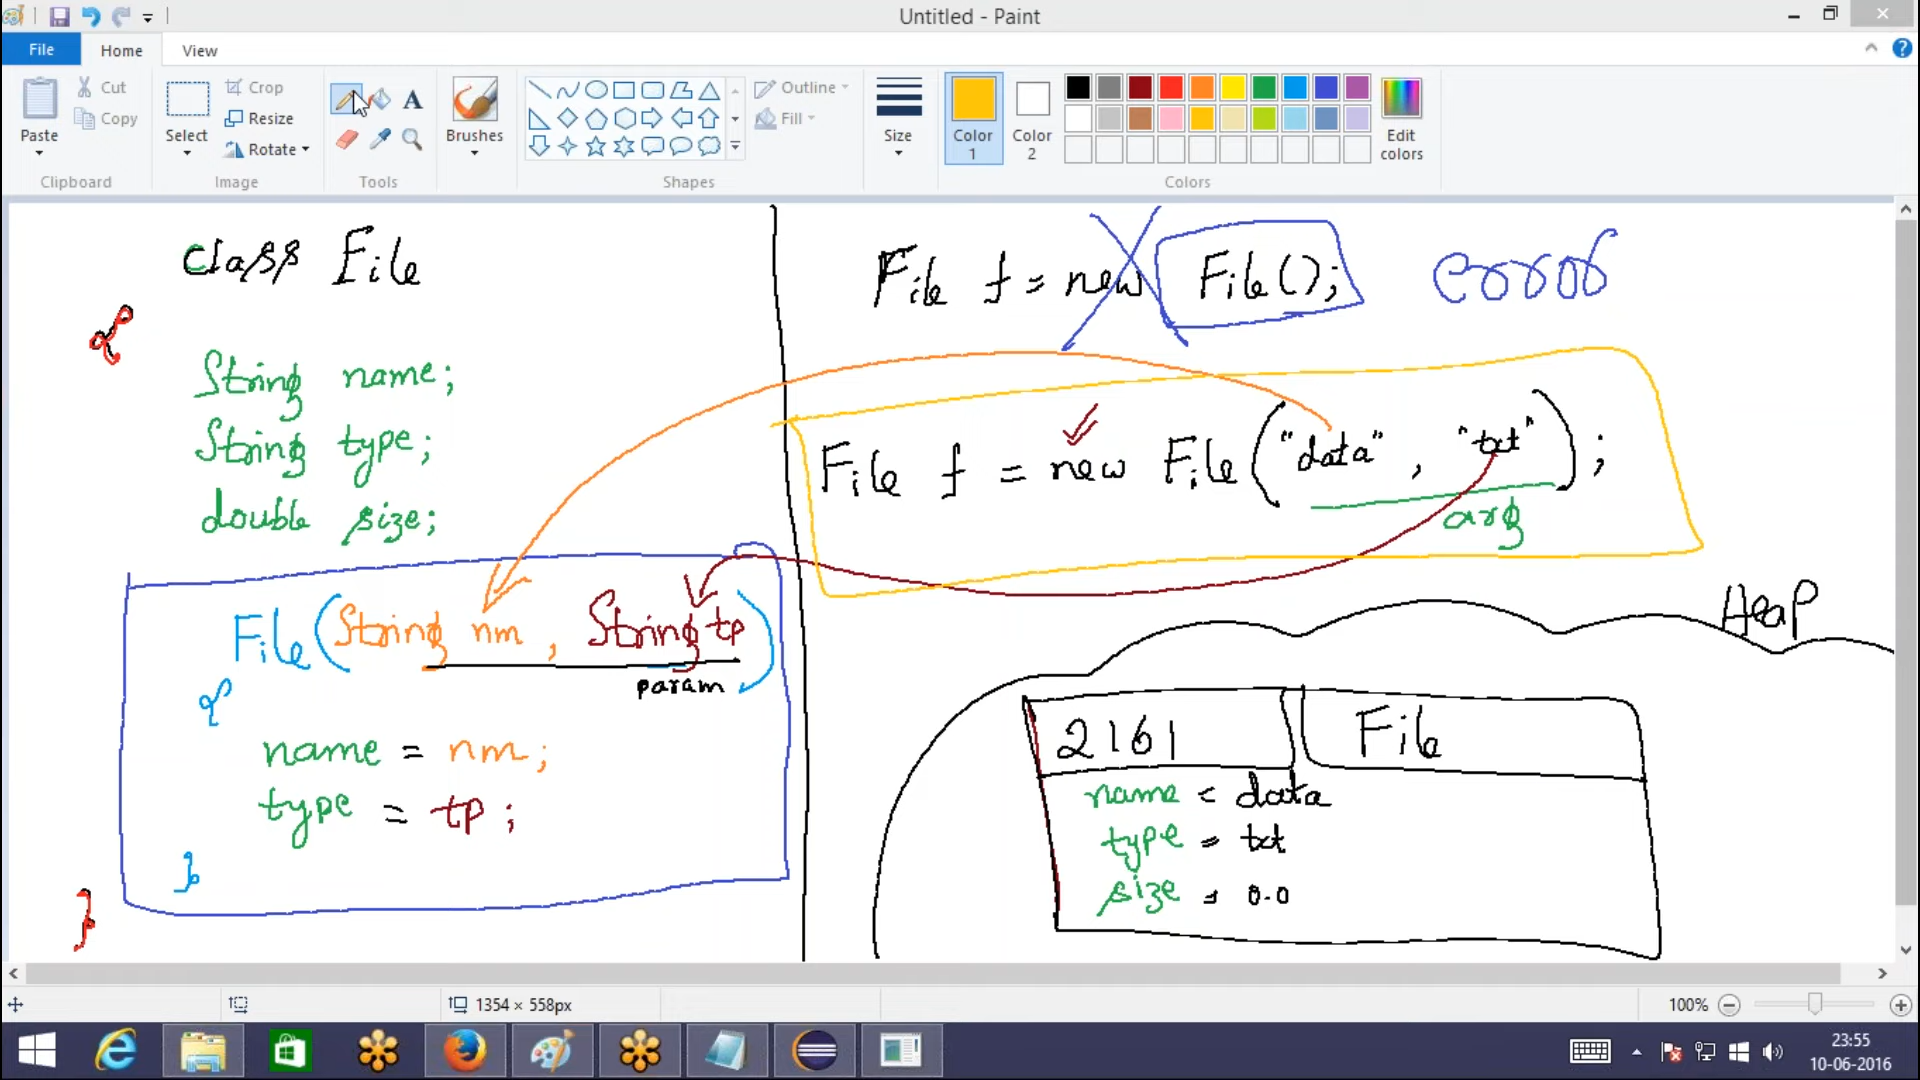 Untitled - Paint
File
Home
View
Paste
Cut
Copy
Clipboard
Select
Crop
Resize
Rotate
Image
A
Tools
Brushes
Shapes
Outline
Fill
Size
Color
1
Color
2
Edit
colors
Colors
class File
{
String name;
String type;
double size;
File(String nm, String tp)
param
{
name = nm;
type = tp;
}
}
File f = new File();
error
File f = new File("data", "txt");
arg
Heap
2161
File
name = data
type = txt
size = 0.0
1354 × 558px
100%
23:55
10-06-2016